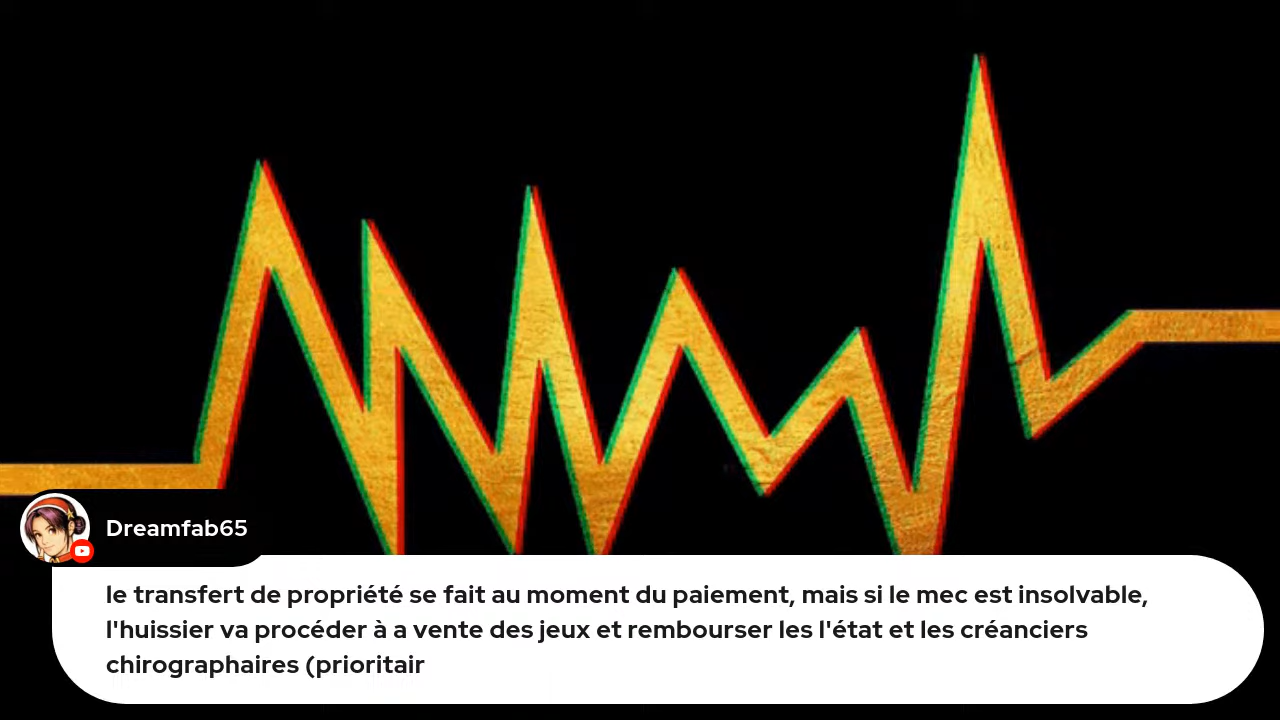 Dreamfab65
le transfert de propriété se fait au moment du paiement, mais si le mec est insolvable,
l'huissier va procéder à a vente des jeux et rembourser les l'état et les créanciers
chirographaires (prioritair